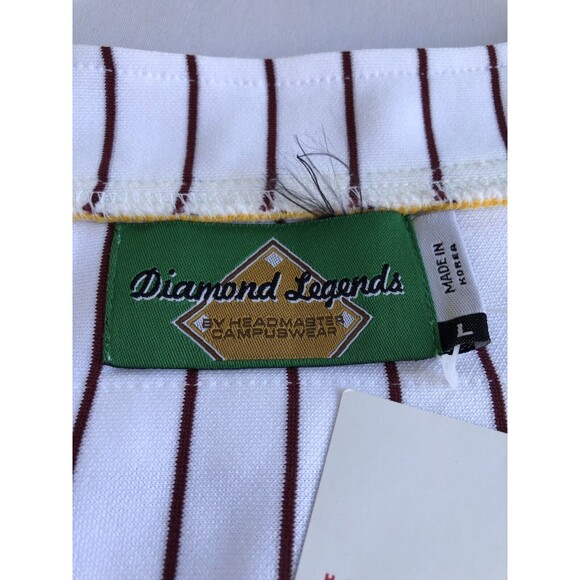 Diamond Legends
BY HEADMASTER
CAMPUSWEAR
MADE IN
KOREA
L